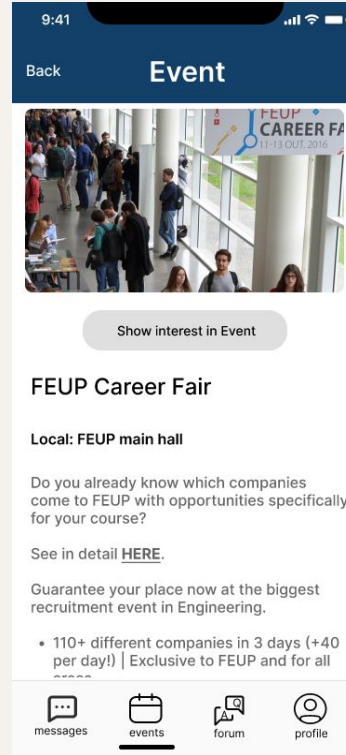 9:41
Back
Event
FEUP
CAREER FA
11-13 OUT. 2016
Show interest in Event
FEUP Career Fair
Local: FEUP main hall
Do you already know which companies
come to FEUP with opportunities specifically
for your course?
See in detail HERE.
Guarantee your place now at the biggest
recruitment event in Engineering.
• 110+ different companies in 3 days (+40
per day!) | Exclusive to FEUP and for all
messages
events
forum
profile